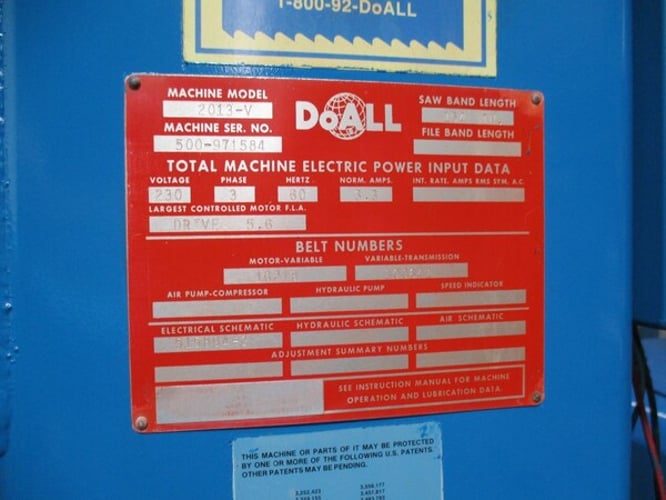 1-800-92-DoALL
MACHINE MODEL
2013-V
MACHINE SER. NO.
500-971584
DoALL
SAW BAND LENGTH
FILE BAND LENGTH
TOTAL MACHINE ELECTRIC POWER INPUT DATA
VOLTAGE PHASE HERTZ NORM. AMPS. INT. RATE. AMPS RMS SYM. A.C.
230 3 60
LARGEST CONTROLLED MOTOR F.L.A.
DRIVE 5.6
BELT NUMBERS
MOTOR-VARIABLE VARIABLE-TRANSMISSION
AIR PUMP-COMPRESSOR HYDRAULIC PUMP SPEED INDICATOR
ELECTRICAL SCHEMATIC HYDRAULIC SCHEMATIC AIR SCHEMATIC
ADJUSTMENT SUMMARY NUMBERS
SEE INSTRUCTION MANUAL FOR MACHINE
OPERATION AND LUBRICATION DATA.
THIS MACHINE OR PARTS OF IT MAY BE PROTECTED
BY ONE OR MORE OF THE FOLLOWING U.S. PATENTS.
OTHER PATENTS MAY BE PENDING.